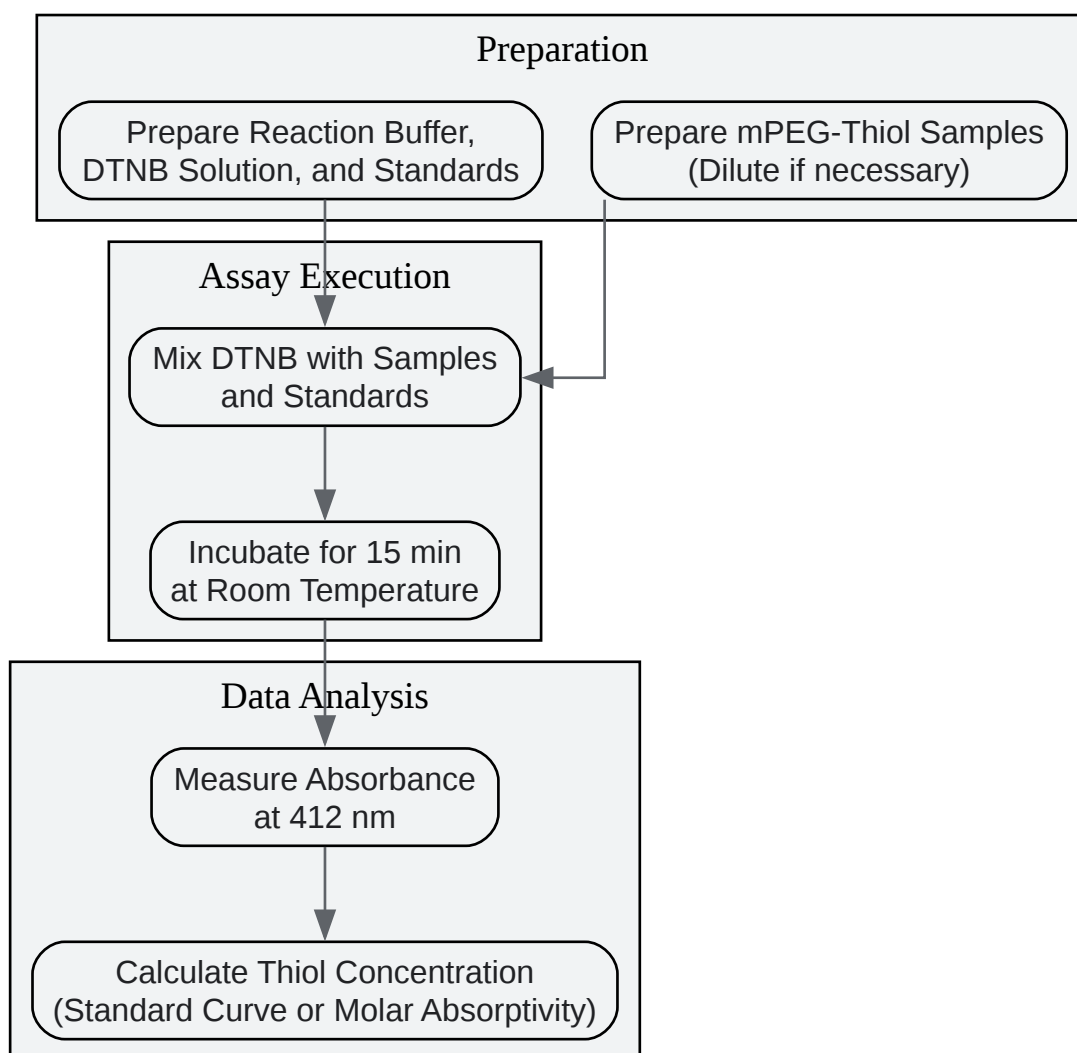 Preparation
Prepare Reaction Buffer,
DTNB Solution, and Standards
Prepare mPEG-Thiol Samples
(Dilute if necessary)
Assay Execution
Mix DTNB with Samples
and Standards
Incubate for 15 min
at Room Temperature
Data Analysis
Measure Absorbance
at 412 nm
Calculate Thiol Concentration
(Standard Curve or Molar Absorptivity)